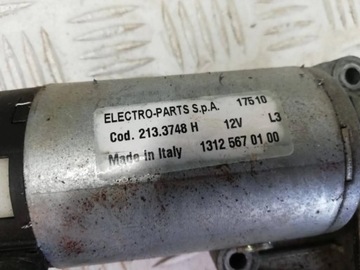 ELECTRO-PARTS S.p.A. 17510
Cod. 213.3748 H 12V L3
Made in Italy 1312 567 01 00